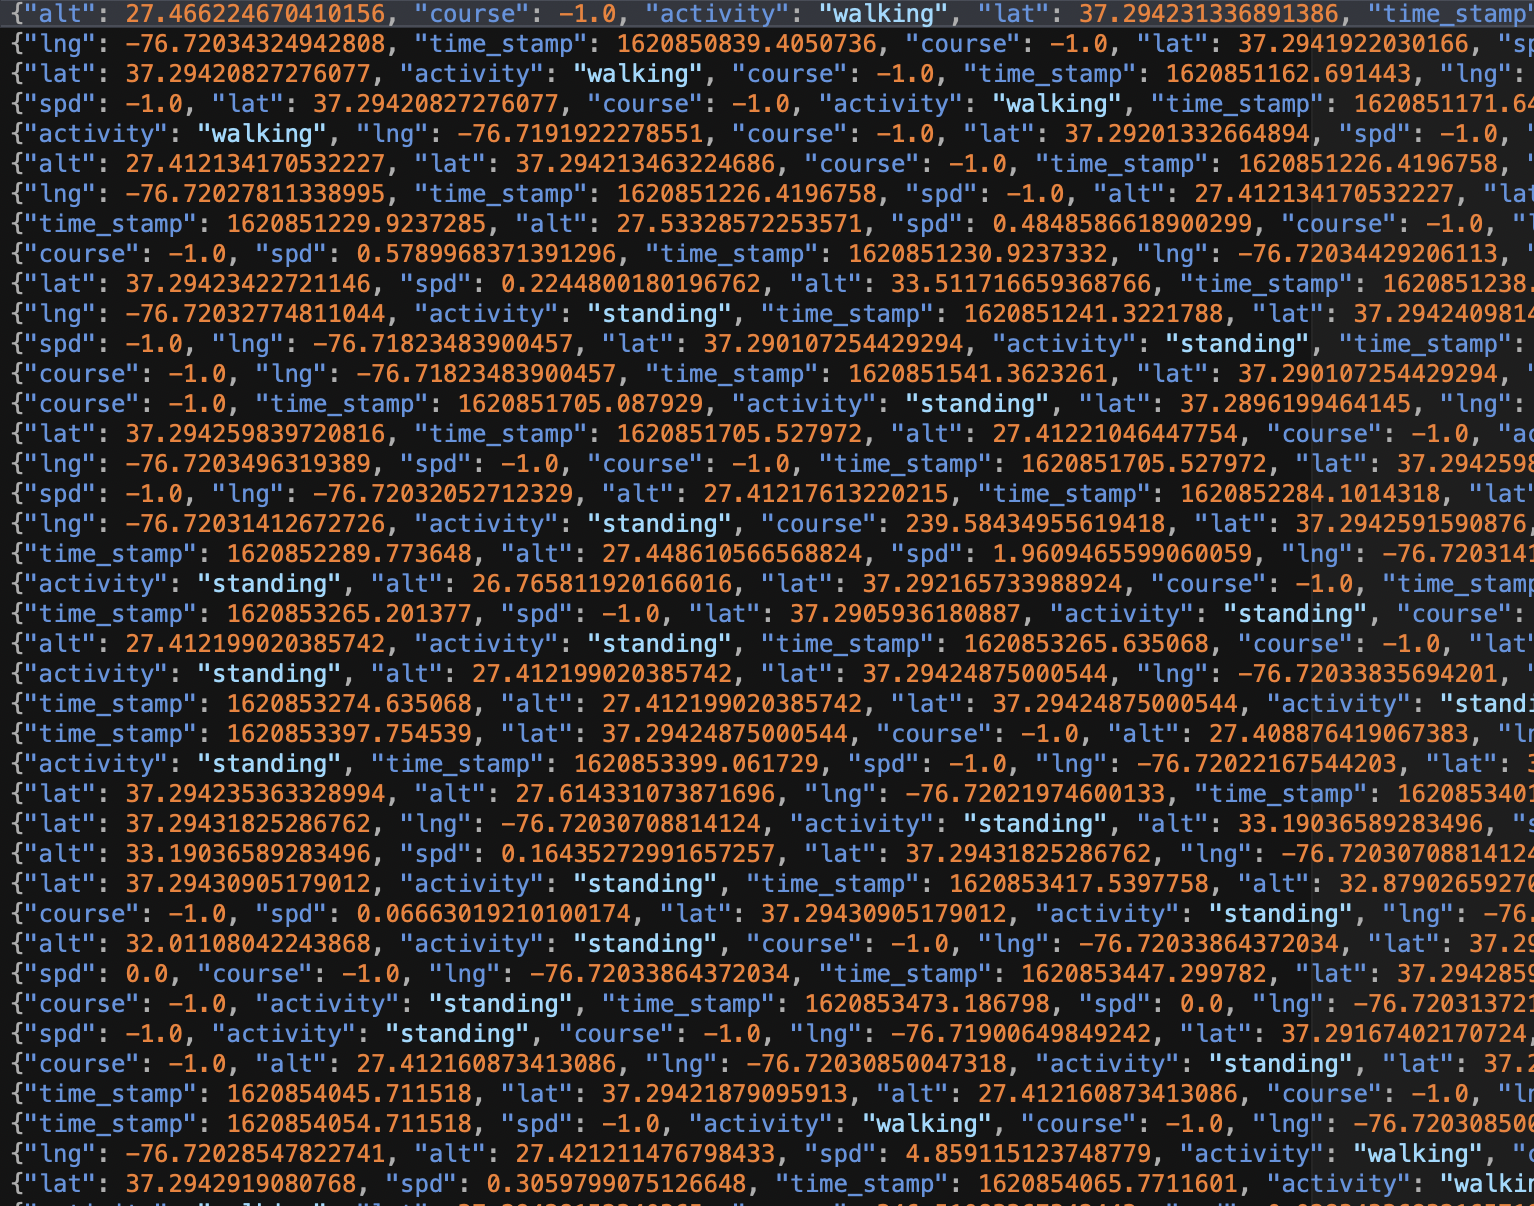 {"alt": 27.466224670410156, "course": -1.0, "activity": "walking", "lat": 37.294231336891386, "time_stamp
{"lng": -76.72034324942808, "time_stamp": 1620850839.4050736, "course": -1.0, "lat": 37.2941922030166, "sp
{"lat": 37.29420827276077, "activity": "walking", "course": -1.0, "time_stamp": 1620851162.691443, "lng":
{"spd": -1.0, "lat": 37.29420827276077, "course": -1.0, "activity": "walking", "time_stamp": 1620851171.64
{"activity": "walking", "lng": -76.7191922278551, "course": -1.0, "lat": 37.29201332664894, "spd": -1.0,
{"alt": 27.412134170532227, "lat": 37.294213463224686, "course": -1.0, "time_stamp": 1620851226.4196758,
{"lng": -76.72027811338995, "time_stamp": 1620851226.4196758, "spd": -1.0, "alt": 27.412134170532227, "lat
{"time_stamp": 1620851229.9237285, "alt": 27.53328572253571, "spd": 0.4848586618900299, "course": -1.0, "l
{"course": -1.0, "spd": 0.5789968371391296, "time_stamp": 1620851230.9237332, "lng": -76.72034429206113,
{"lat": 37.29423422721146, "spd": 0.2244800180196762, "alt": 33.511716659368766, "time_stamp": 1620851238.
{"lng": -76.72032774811044, "activity": "standing", "time_stamp": 1620851241.3221788, "lat": 37.2942409814
{"spd": -1.0, "lng": -76.71823483900457, "lat": 37.290107254429294, "activity": "standing", "time_stamp":
{"course": -1.0, "lng": -76.71823483900457, "time_stamp": 1620851541.3623261, "lat": 37.290107254429294, "
{"course": -1.0, "time_stamp": 1620851705.087929, "activity": "standing", "lat": 37.2896199464145, "lng":
{"lat": 37.294259839720816, "time_stamp": 1620851705.527972, "alt": 27.41221046447754, "course": -1.0, "ac
{"lng": -76.7203496319389, "spd": -1.0, "course": -1.0, "time_stamp": 1620851705.527972, "lat": 37.2942598
{"spd": -1.0, "lng": -76.72032052712329, "alt": 27.41217613220215, "time_stamp": 1620852284.1014318, "lat"
{"lng": -76.72031412672726, "activity": "standing", "course": 239.58434955619418, "lat": 37.2942591590876,
{"time_stamp": 1620852289.773648, "alt": 27.448610566568824, "spd": 1.9609465599060059, "lng": -76.7203141
{"activity": "standing", "alt": 26.765811920166016, "lat": 37.292165733988924, "course": -1.0, "time_stamp
{"time_stamp": 1620853265.201377, "spd": -1.0, "lat": 37.2905936180887, "activity": "standing", "course":
{"alt": 27.412199020385742, "activity": "standing", "time_stamp": 1620853265.635068, "course": -1.0, "lat"
{"activity": "standing", "alt": 27.412199020385742, "lat": 37.29424875000544, "lng": -76.72033835694201,
{"time_stamp": 1620853274.635068, "alt": 27.412199020385742, "lat": 37.29424875000544, "activity": "standi
{"time_stamp": 1620853397.754539, "lat": 37.29424875000544, "course": -1.0, "alt": 27.408876419067383, "ln
{"activity": "standing", "time_stamp": 1620853399.061729, "spd": -1.0, "lng": -76.72022167544203, "lat": 3
{"lat": 37.294235363328994, "alt": 27.614331073871696, "lng": -76.72021974600133, "time_stamp": 1620853401
{"lat": 37.29431825286762, "lng": -76.72030708814124, "activity": "standing", "alt": 33.19036589283496, "s
{"alt": 33.19036589283496, "spd": 0.16435272991657257, "lat": 37.29431825286762, "lng": -76.72030708814124
{"lat": 37.29430905179012, "activity": "standing", "time_stamp": 1620853417.5397758, "alt": 32.87902659270
{"course": -1.0, "spd": 0.06663019210100174, "lat": 37.29430905179012, "activity": "standing", "lng": -76.
{"alt": 32.01108042243868, "activity": "standing", "course": -1.0, "lng": -76.72033864372034, "lat": 37.29
{"spd": 0.0, "course": -1.0, "lng": -76.72033864372034, "time_stamp": 1620853447.299782, "lat": 37.2942859
{"course": -1.0, "activity": "standing", "time_stamp": 1620853473.186798, "spd": 0.0, "lng": -76.720313721
{"spd": -1.0, "activity": "standing", "course": -1.0, "lng": -76.71900649849242, "lat": 37.29167402170724,
{"course": -1.0, "alt": 27.412160873413086, "lng": -76.72030850047318, "activity": "standing", "lat": 37.2
{"time_stamp": 1620854045.711518, "lat": 37.29421879095913, "alt": 27.412160873413086, "course": -1.0, "ln
{"time_stamp": 1620854054.711518, "spd": -1.0, "activity": "walking", "course": -1.0, "lng": -76.720308500
{"lng": -76.72028547822741, "alt": 27.421211476798433, "spd": 4.859115123748779, "activity": "walking", "c
{"lat": 37.2942919080768, "spd": 0.3059799075126648, "time_stamp": 1620854065.7711601, "activity": "walkin